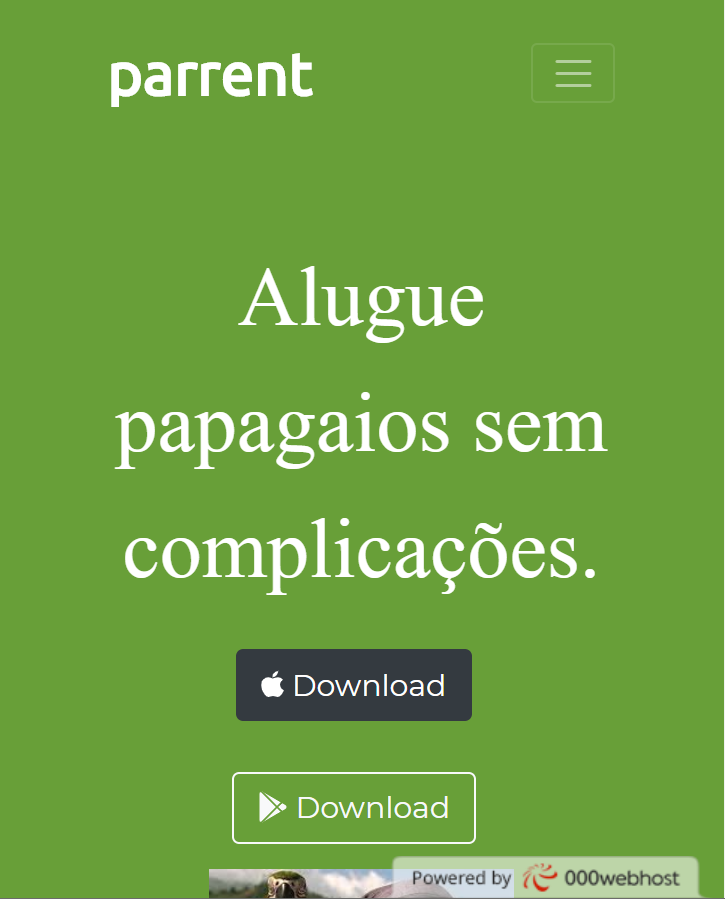 parrent
Alugue
papagaios sem
complicações.
Download
Download
Powered by 000webhost